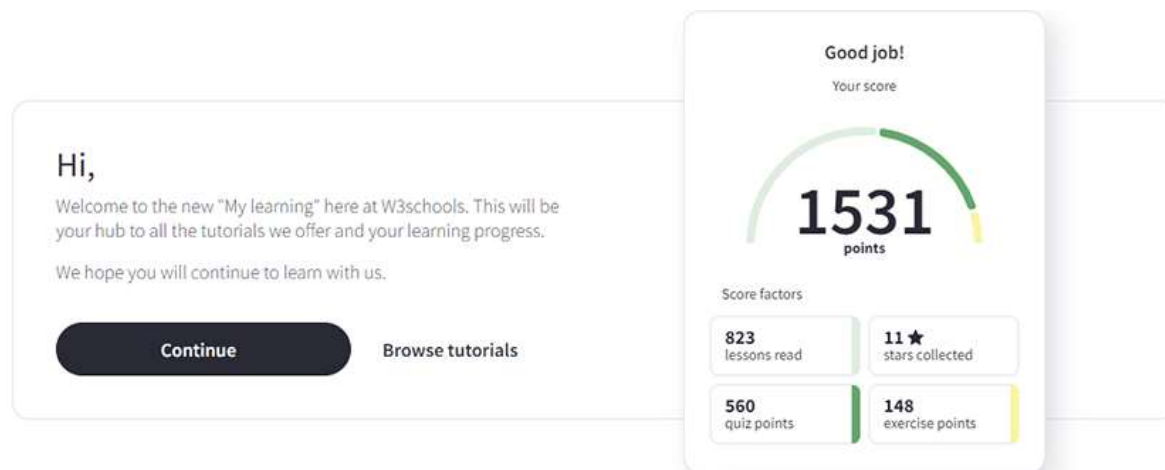 Hi,
Welcome to the new "My learning" here at W3schools. This will be
your hub to all the tutorials we offer and your learning progress.
We hope you will continue to learn with us.
Continue
Browse tutorials
Good job!
Your score
1531
points
Score factors
823
lessons read
11 ★
stars collected
560
quiz points
148
exercise points